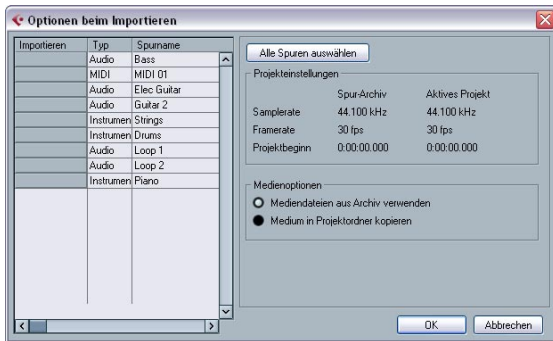 Optionen beim Importieren
Importieren Typ Spurname
Audio Bass
MIDI MIDI 01
Audio Elec Guitar
Audio Guitar 2
Instrumen Strings
Instrumen Drums
Audio Loop 1
Audio Loop 2
Instrumen Piano
Alle Spuren auswählen
Projekteinstellungen
Spur-Archiv Aktives Projekt
Samplerate 44.100 kHz 44.100 kHz
Framerate 30 fps 30 fps
Projektbeginn 0:00:00.000 0:00:00.000
Medienoptionen
Mediendateien aus Archiv verwenden
Medium in Projektordner kopieren
OK Abbrechen